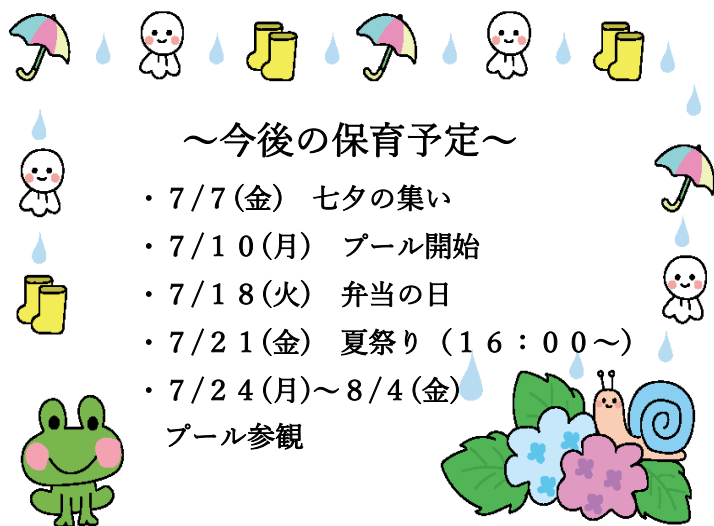 ～今後の保育予定～
・７/７(金)　七夕の集い
・７/１０(月)　プール開始
・７/１８(火)　弁当の日
・７/２１(金)　夏祭り（１６：００～）
・７/２４(月)～８/４(金)
プール参観